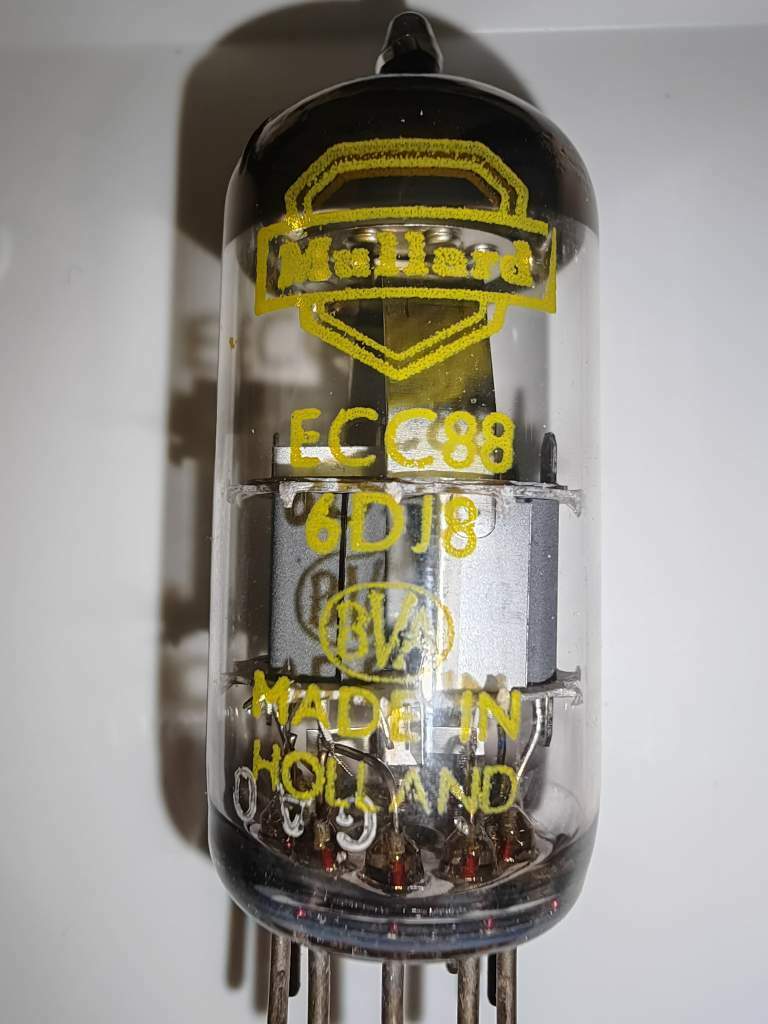 Mullard
ECC88
6DJ8
BVA
MADE IN
HOLLAND